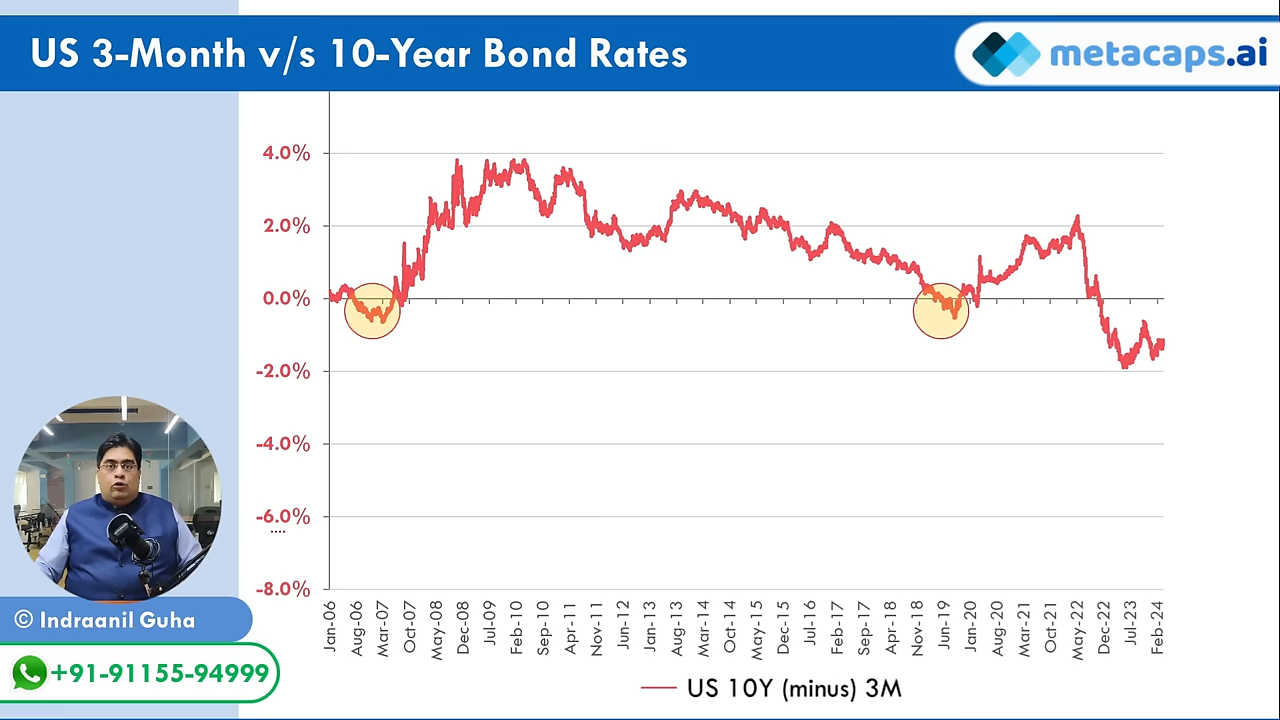 US 3-Month v/s 10-Year Bond Rates
metacaps.ai
4.0%
2.0%
0.0%
-2.0%
-4.0%
-6.0%
-8.0%
Jan-06
Aug-06
Mar-07
Oct-07
May-08
Dec-08
Jul-09
Feb-10
Sep-10
Apr-11
Nov-11
Jun-12
Jan-13
Aug-13
Mar-14
Oct-14
May-15
Dec-15
Jul-16
Feb-17
Sep-17
Apr-18
Nov-18
Jun-19
Jan-20
Aug-20
Mar-21
Oct-21
May-22
Dec-22
Jul-23
Feb-24
US 10Y (minus) 3M
© Indraanil Guha
+91-91155-94999